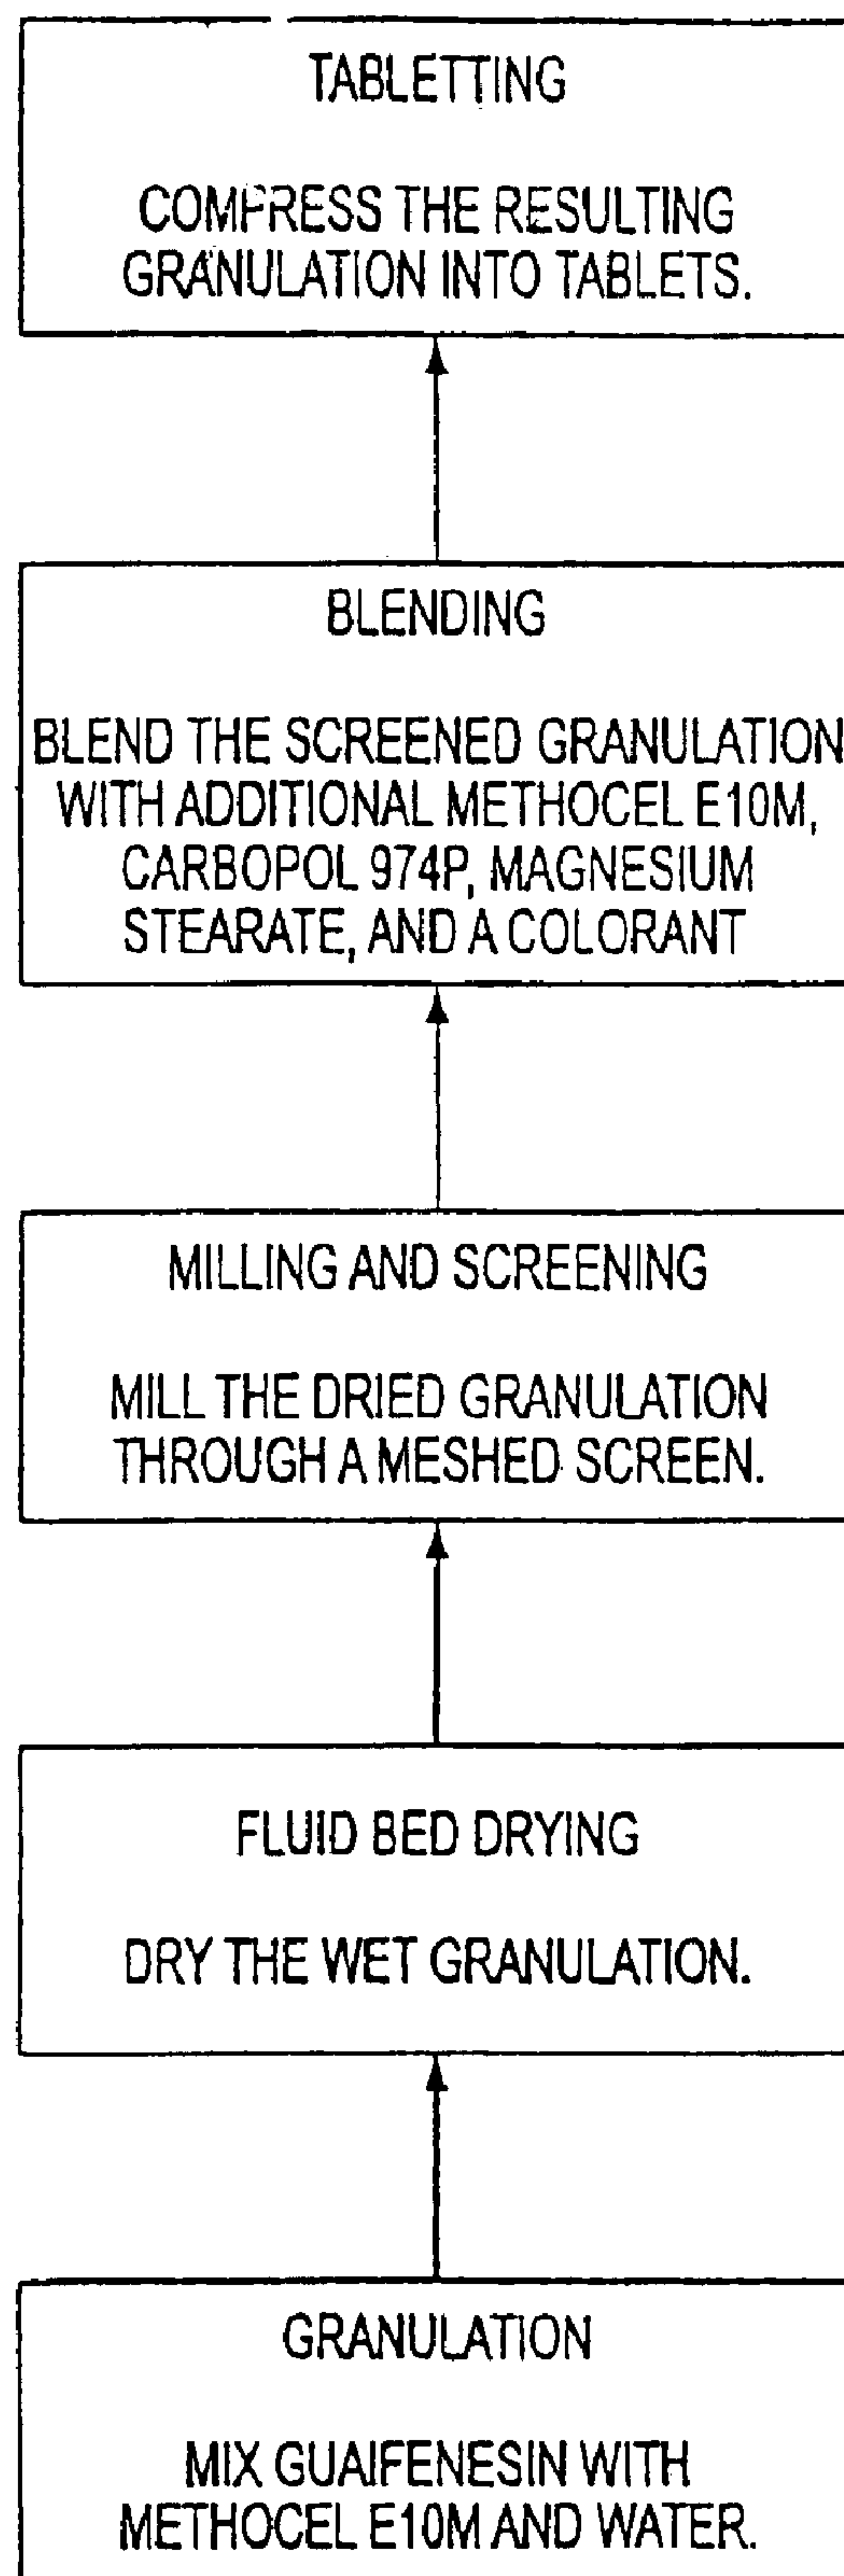 TABLETTING
COMPRESS THE RESULTING
GRANULATION INTO TABLETS.
BLENDING
BLEND THE SCREENED GRANULATION
WITH ADDITIONAL METHOCEL E10M,
CARBOPOL 974P, MAGNESIUM
STEARATE, AND A COLORANT
MILLING AND SCREENING
MILL THE DRIED GRANULATION
THROUGH A MESHED SCREEN.
FLUID BED DRYING
DRY THE WET GRANULATION.
GRANULATION
MIX GUAIFENESIN WITH
METHOCEL E10M AND WATER.